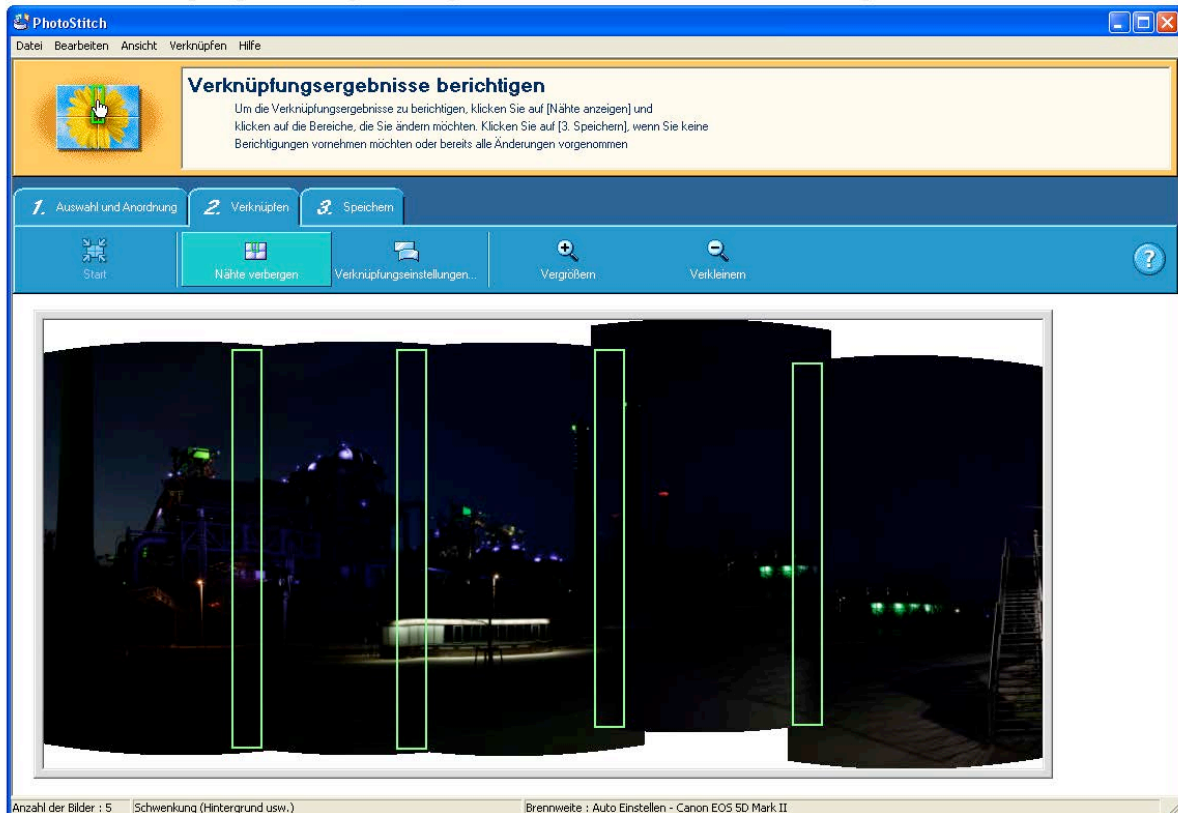 PhotoStitch
Datei Bearbeiten Ansicht Verknüpfen Hilfe
Verknüpfungsergebnisse berichtigen
Um die Verknüpfungsergebnisse zu berichtigen, klicken Sie auf [Nähte anzeigen] und
klicken auf die Bereiche, die Sie ändern möchten. Klicken Sie auf [3. Speichern], wenn Sie keine
Berichtigungen vornehmen möchten oder bereits alle Änderungen vorgenommen
1. Auswahl und Anordnung 2. Verknüpfen 3. Speichern
Start Nähte verbergen Verknüpfungseinstellungen... Vergrößern Verkleinern ?
Anzahl der Bilder : 5 Schwenkung (Hintergrund usw.) Brennweite : Auto Einstellen - Canon EOS 5D Mark II